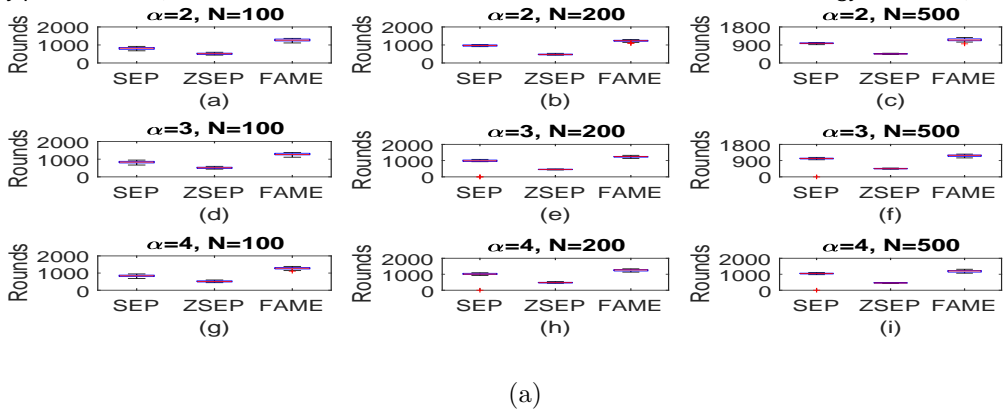 α=2, N=100 α=2, N=200 α=2, N=500
Rounds 2000 1000 0 Rounds 2000 1000 0 Rounds 1800 900 0
SEP ZSEP FAME SEP ZSEP FAME SEP ZSEP FAME
(a) (b) (c)
α=3, N=100 α=3, N=200 α=3, N=500
Rounds 2000 1000 0 Rounds 2000 1000 0 Rounds 1800 900 0
SEP ZSEP FAME SEP ZSEP FAME SEP ZSEP FAME
(d) (e) (f)
α=4, N=100 α=4, N=200 α=4, N=500
Rounds 2000 1000 0 Rounds 2000 1000 0 Rounds 2000 1000 0
SEP ZSEP FAME SEP ZSEP FAME SEP ZSEP FAME
(g) (h) (i)
(a)